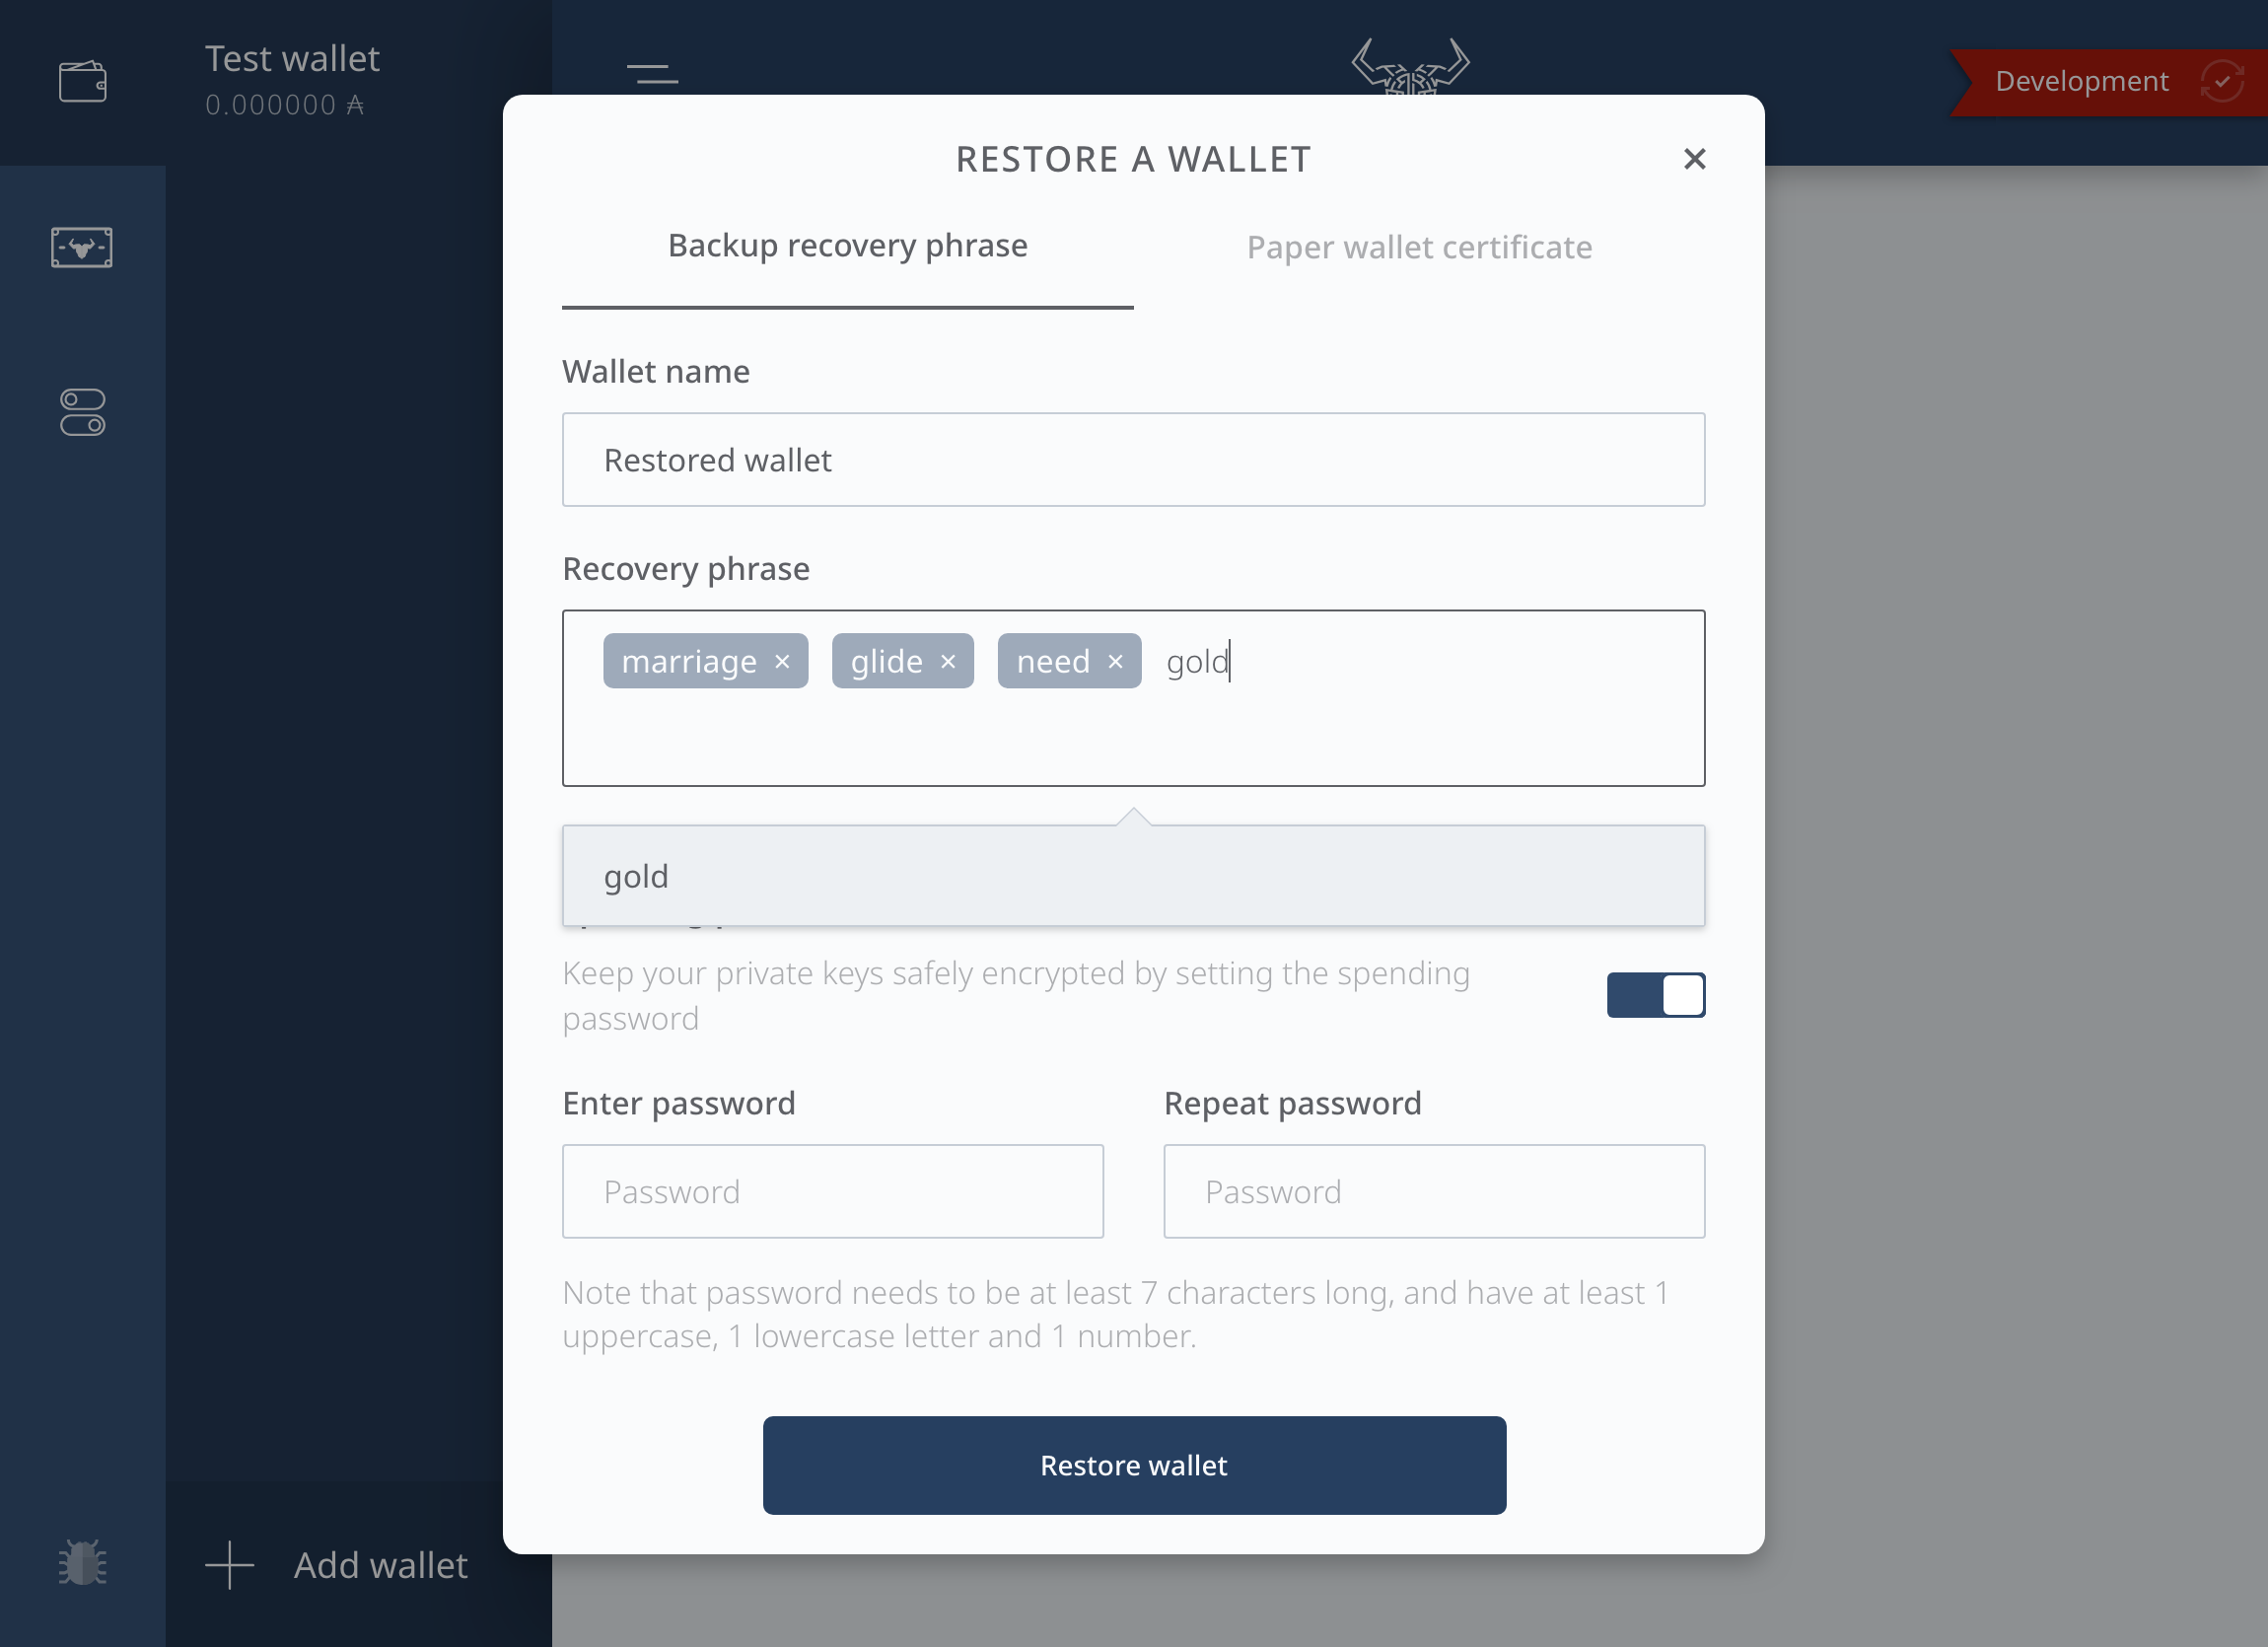 Test wallet
0.000000 ₳
Development
RESTORE A WALLET
Backup recovery phrase
Paper wallet certificate
Wallet name
Restored wallet
Recovery phrase
marriage × glide × need × gold
gold
Keep your private keys safely encrypted by setting the spending
password
Enter password
Repeat password
Password
Password
Note that password needs to be at least 7 characters long, and have at least 1
uppercase, 1 lowercase letter and 1 number.
Restore wallet
Add wallet